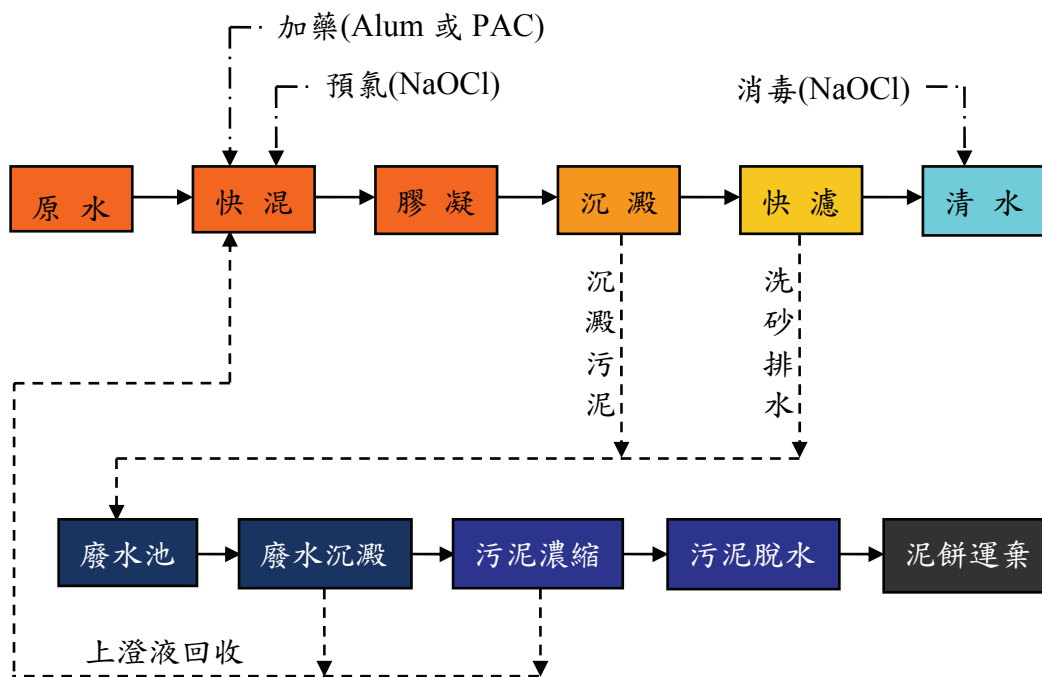 加藥(Alum 或 PAC)
預氯(NaOCl)
消毒(NaOCl)
原水
快混
膠凝
沉澱
快濾
清水
沉澱污泥
洗砂排水
廢水池
廢水沉澱
污泥濃縮
污泥脫水
泥餅運棄
上澄液回收